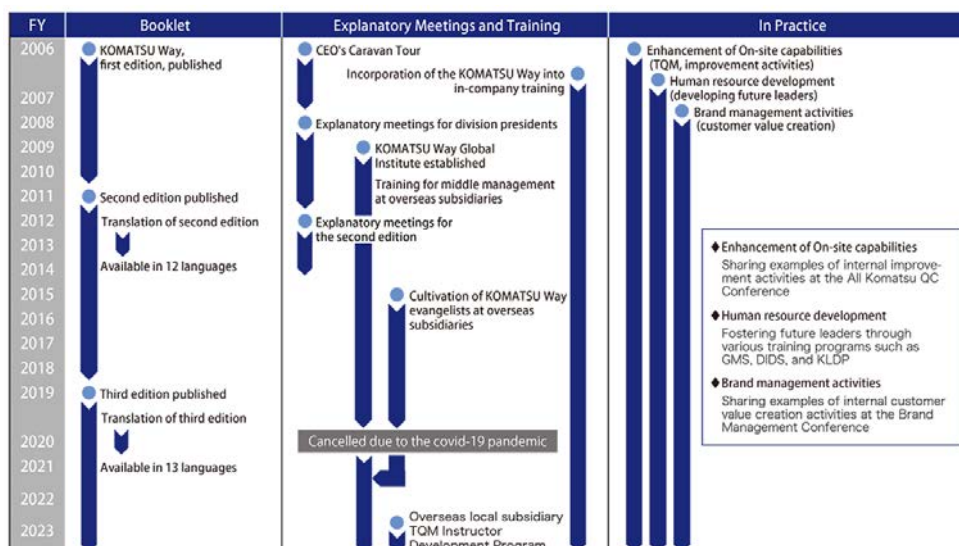 FY
Booklet
Explanatory Meetings and Training
In Practice
2006
2007
2008
2009
2010
2011
2012
2013
2014
2015
2016
2017
2018
2019
2020
2021
2022
2023
KOMATSU Way,
first edition, published
Second edition published
Translation of second edition
Available in 12 languages
Third edition published
Translation of third edition
Available in 13 languages
CEO's Caravan Tour
Incorporation of the KOMATSU Way into
in-company training
Explanatory meetings for division presidents
KOMATSU Way Global
Institute established
Training for middle management
at overseas subsidiaries
Explanatory meetings for
the second edition
Cultivation of KOMATSU Way
evangelists at overseas
subsidiaries
Cancelled due to the covid-19 pandemic
Overseas local subsidiary
TQM Instructor
Development Program
Enhancement of On-site capabilities
(TQM, improvement activities)
Human resource development
(developing future leaders)
Brand management activities
(customer value creation)
◆Enhancement of On-site capabilities
Sharing examples of internal improve-
ment activities at the All Komatsu QC
Conference
◆Human resource development
Fostering future leaders through
various training programs such as
GMS, DIDS, and KLDP
◆Brand management activities
Sharing examples of internal customer
value creation activities at the Brand
Management Conference